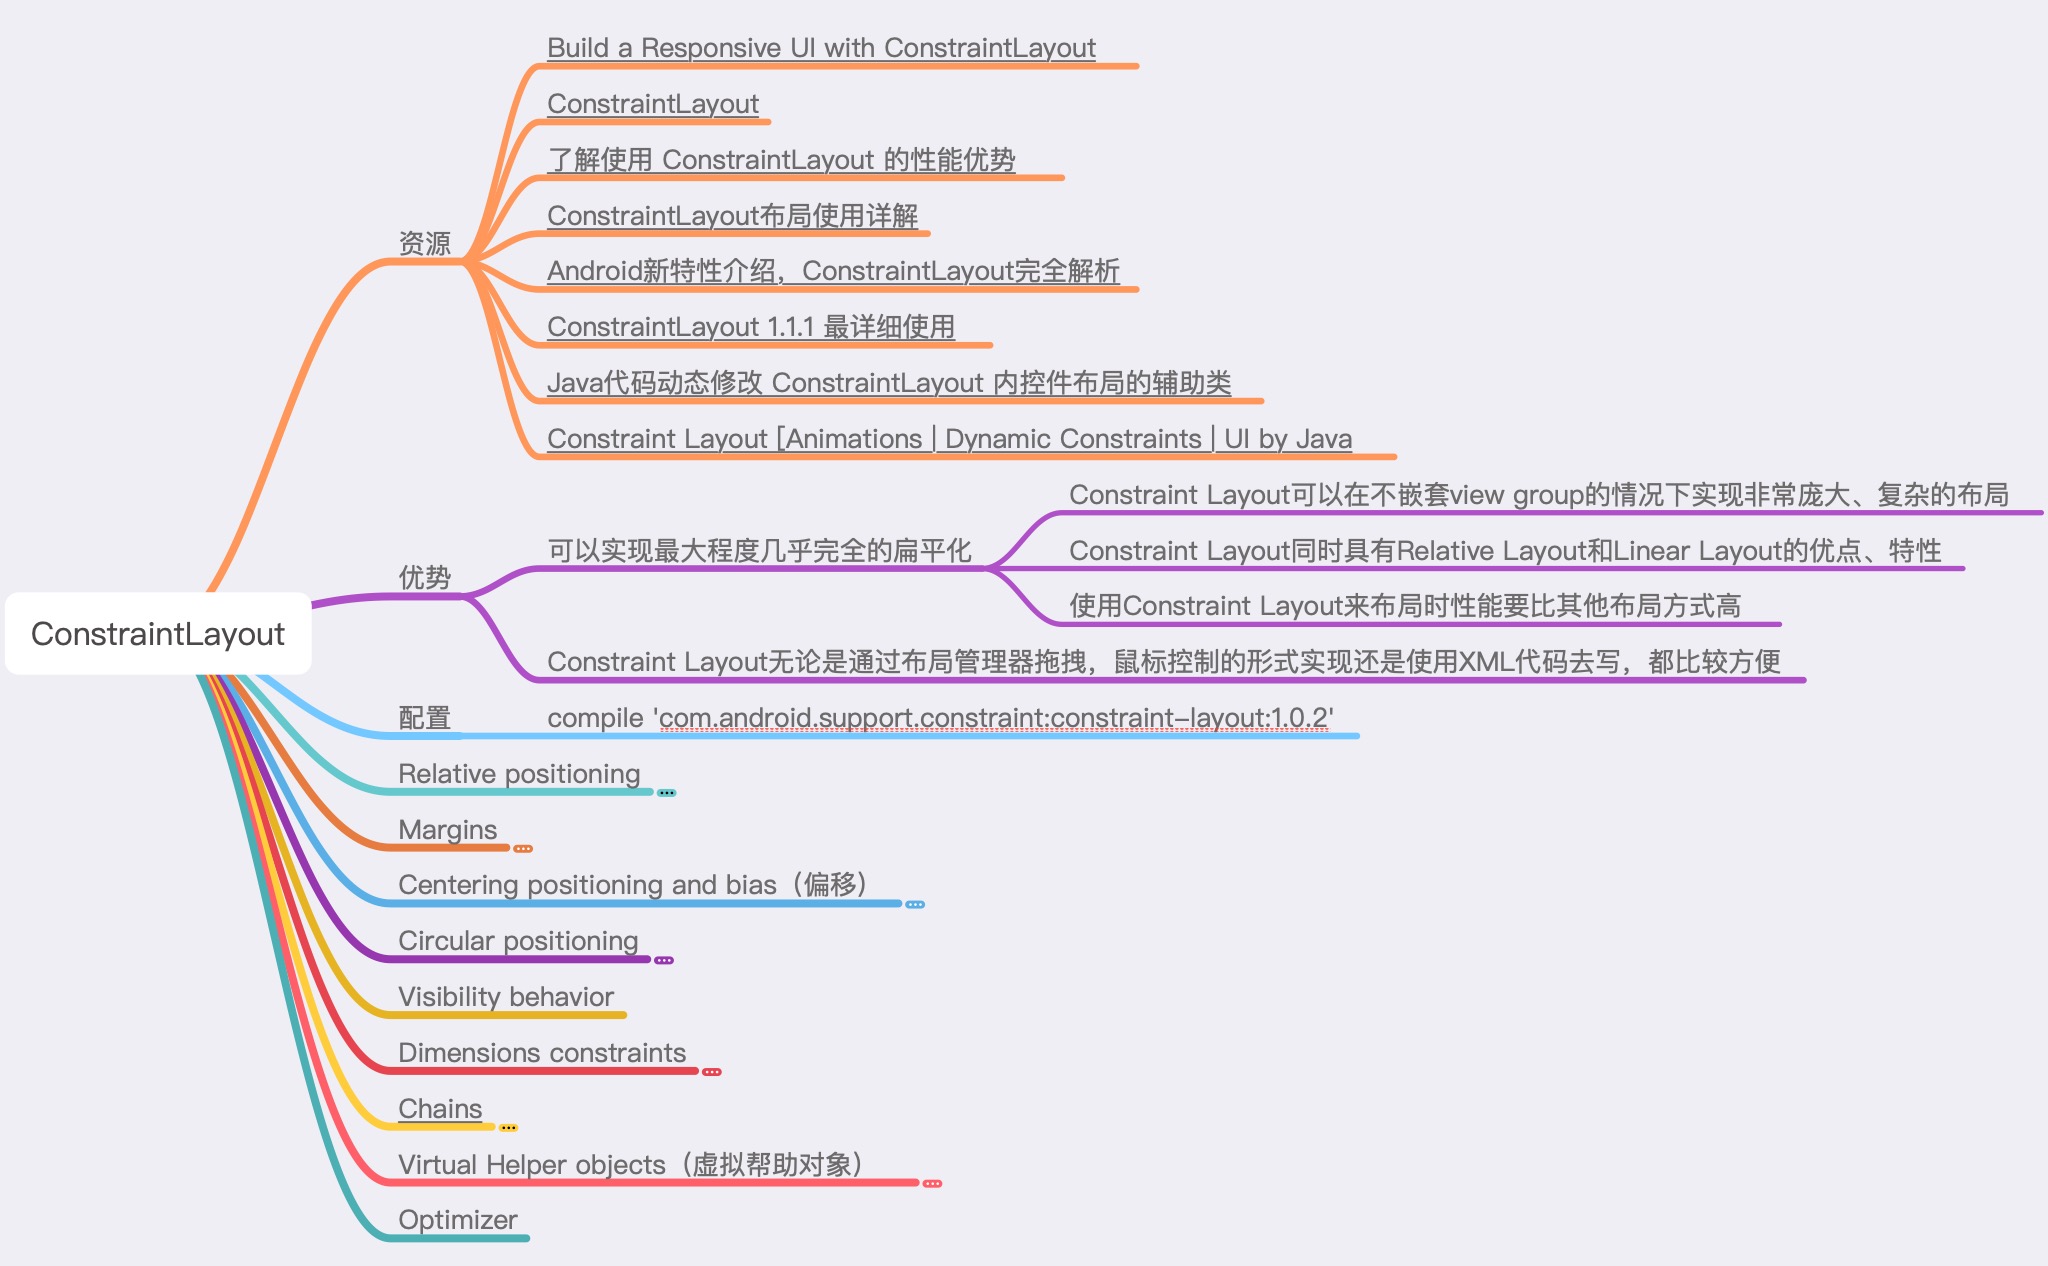 Build a Responsive UI with ConstraintLayout
ConstraintLayout
了解使用 ConstraintLayout 的性能优势
ConstraintLayout布局使用详解
资源
Android新特性介绍，ConstraintLayout完全解析
ConstraintLayout 1.1.1 最详细使用
Java代码动态修改 ConstraintLayout 内控件布局的辅助类
Constraint Layout [Animations | Dynamic Constraints | UI by Java
Constraint Layout可以在不嵌套view group的情况下实现非常庞大、复杂的布局
可以实现最大程度几乎完全的扁平化
Constraint Layout同时具有Relative Layout和Linear Layout的优点、特性
优势
使用Constraint Layout来布局时性能要比其他布局方式高
ConstraintLayout
Constraint Layout无论是通过布局管理器拖拽，鼠标控制的形式实现还是使用XML代码去写，都比较方便
配置
compile 'com.android.support.constraint:constraint-layout:1.0.2'
Relative positioning
Margins
Centering positioning and bias（偏移）
Circular positioning
Visibility behavior
Dimensions constraints
Chains
Virtual Helper objects（虚拟帮助对象）
Optimizer